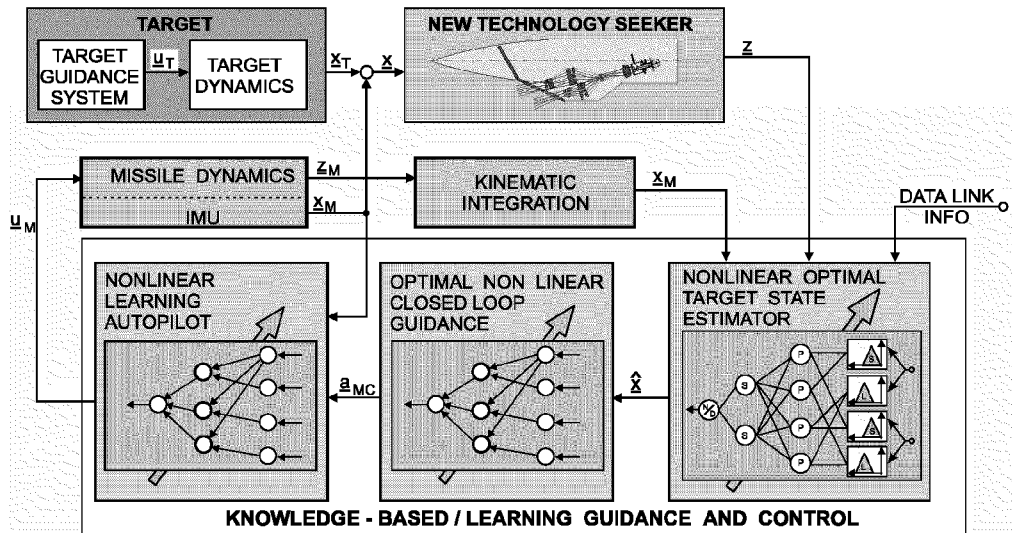 TARGET
TARGET
GUIDANCE
SYSTEM
u_T
TARGET
DYNAMICS
x_T
x
NEW TECHNOLOGY SEEKER
z
MISSILE DYNAMICS
IMU
z_M
x_M
KINEMATIC
INTEGRATION
x_M
DATA LINK
INFO
u_M
NONLINEAR
LEARNING
AUTOPILOT
a_MC
OPTIMAL NON LINEAR
CLOSED LOOP
GUIDANCE
x̂
NONLINEAR OPTIMAL
TARGET STATE
ESTIMATOR
N/D
S
S
P
P
P
P
S
L
S
L
KNOWLEDGE - BASED / LEARNING GUIDANCE AND CONTROL